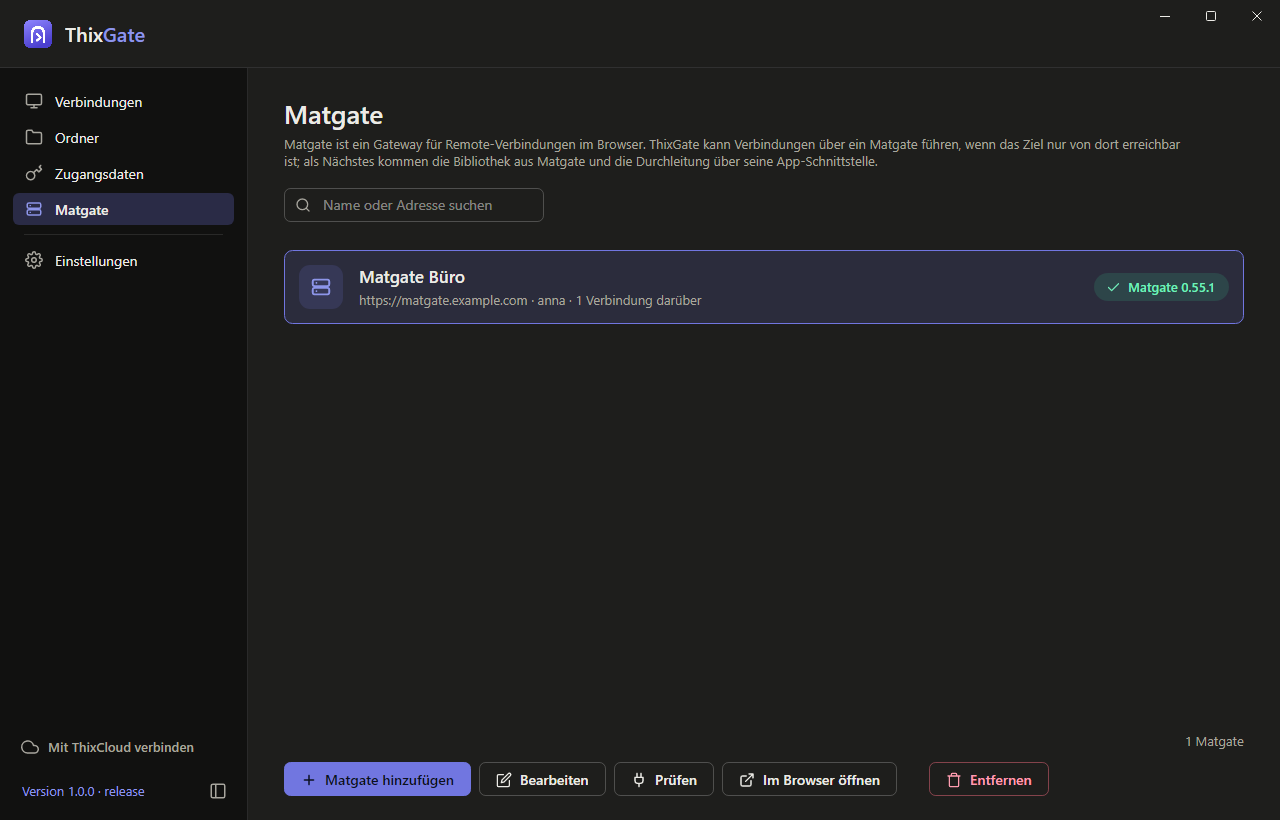 ThixGate
Verbindungen
Ordner
Zugangsdaten
Matgate
Einstellungen
Mit ThixCloud verbinden
Version 1.0.0 · release
Matgate
Matgate ist ein Gateway für Remote-Verbindungen im Browser. ThixGate kann Verbindungen über ein Matgate führen, wenn das Ziel nur von dort erreichbar
ist; als Nächstes kommen die Bibliothek aus Matgate und die Durchleitung über seine App-Schnittstelle.
Name oder Adresse suchen
Matgate Büro
https://matgate.example.com · anna · 1 Verbindung darüber
Matgate 0.55.1
1 Matgate
Matgate hinzufügen
Bearbeiten
Prüfen
Im Browser öffnen
Entfernen